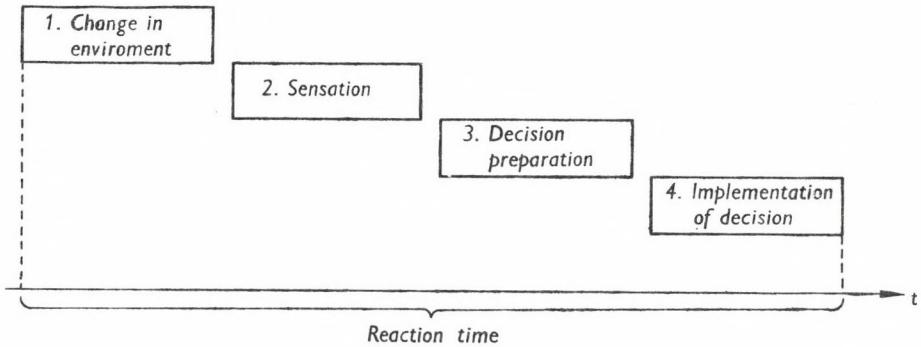 1. Change in
enviroment
2. Sensation
3. Decision
preparation
4. Implementation
of decision
t
Reaction time